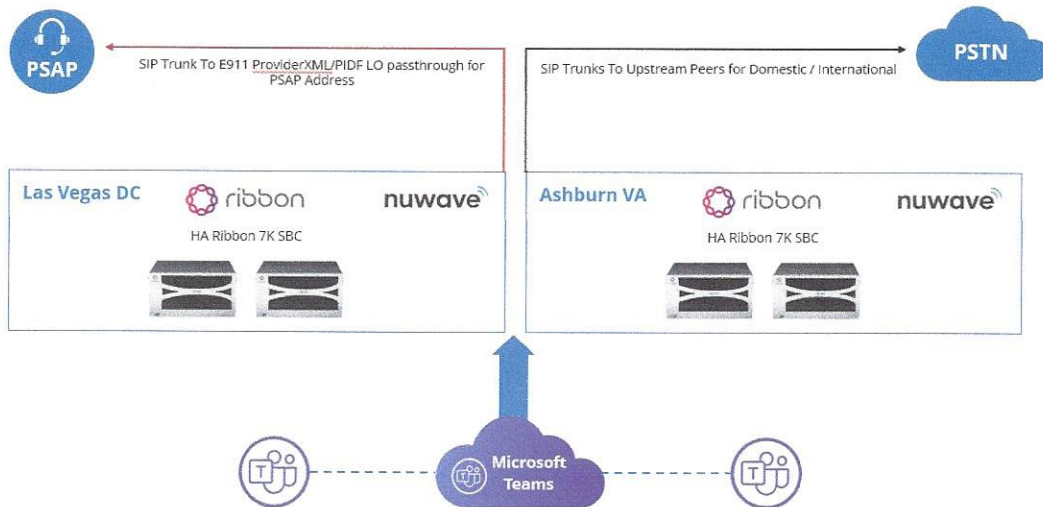 PSAP
SIP Trunk To E911 ProviderXML/PIDF LO passthrough for
PSAP Address
SIP Trunks To Upstream Peers for Domestic / International
PSTN
Las Vegas DC
ribbon
nuwave
HA Ribbon 7K SBC
Ashburn VA
ribbon
nuwave
HA Ribbon 7K SBC
T
Microsoft
Teams
T
T